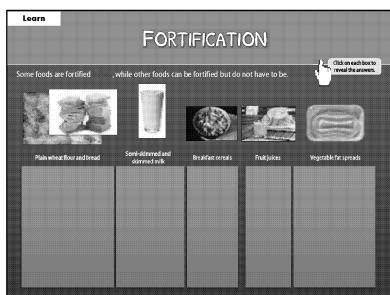 Learn
FORTIFICATION
Click on each box to
reveal the answers.
Some foods are fortified , while other foods can be fortified but do not have to be.
Plain wheat flour and bread
Semi-skimmed and
skimmed milk
Breakfast cereals
Fruit juices
Vegetable fat spreads